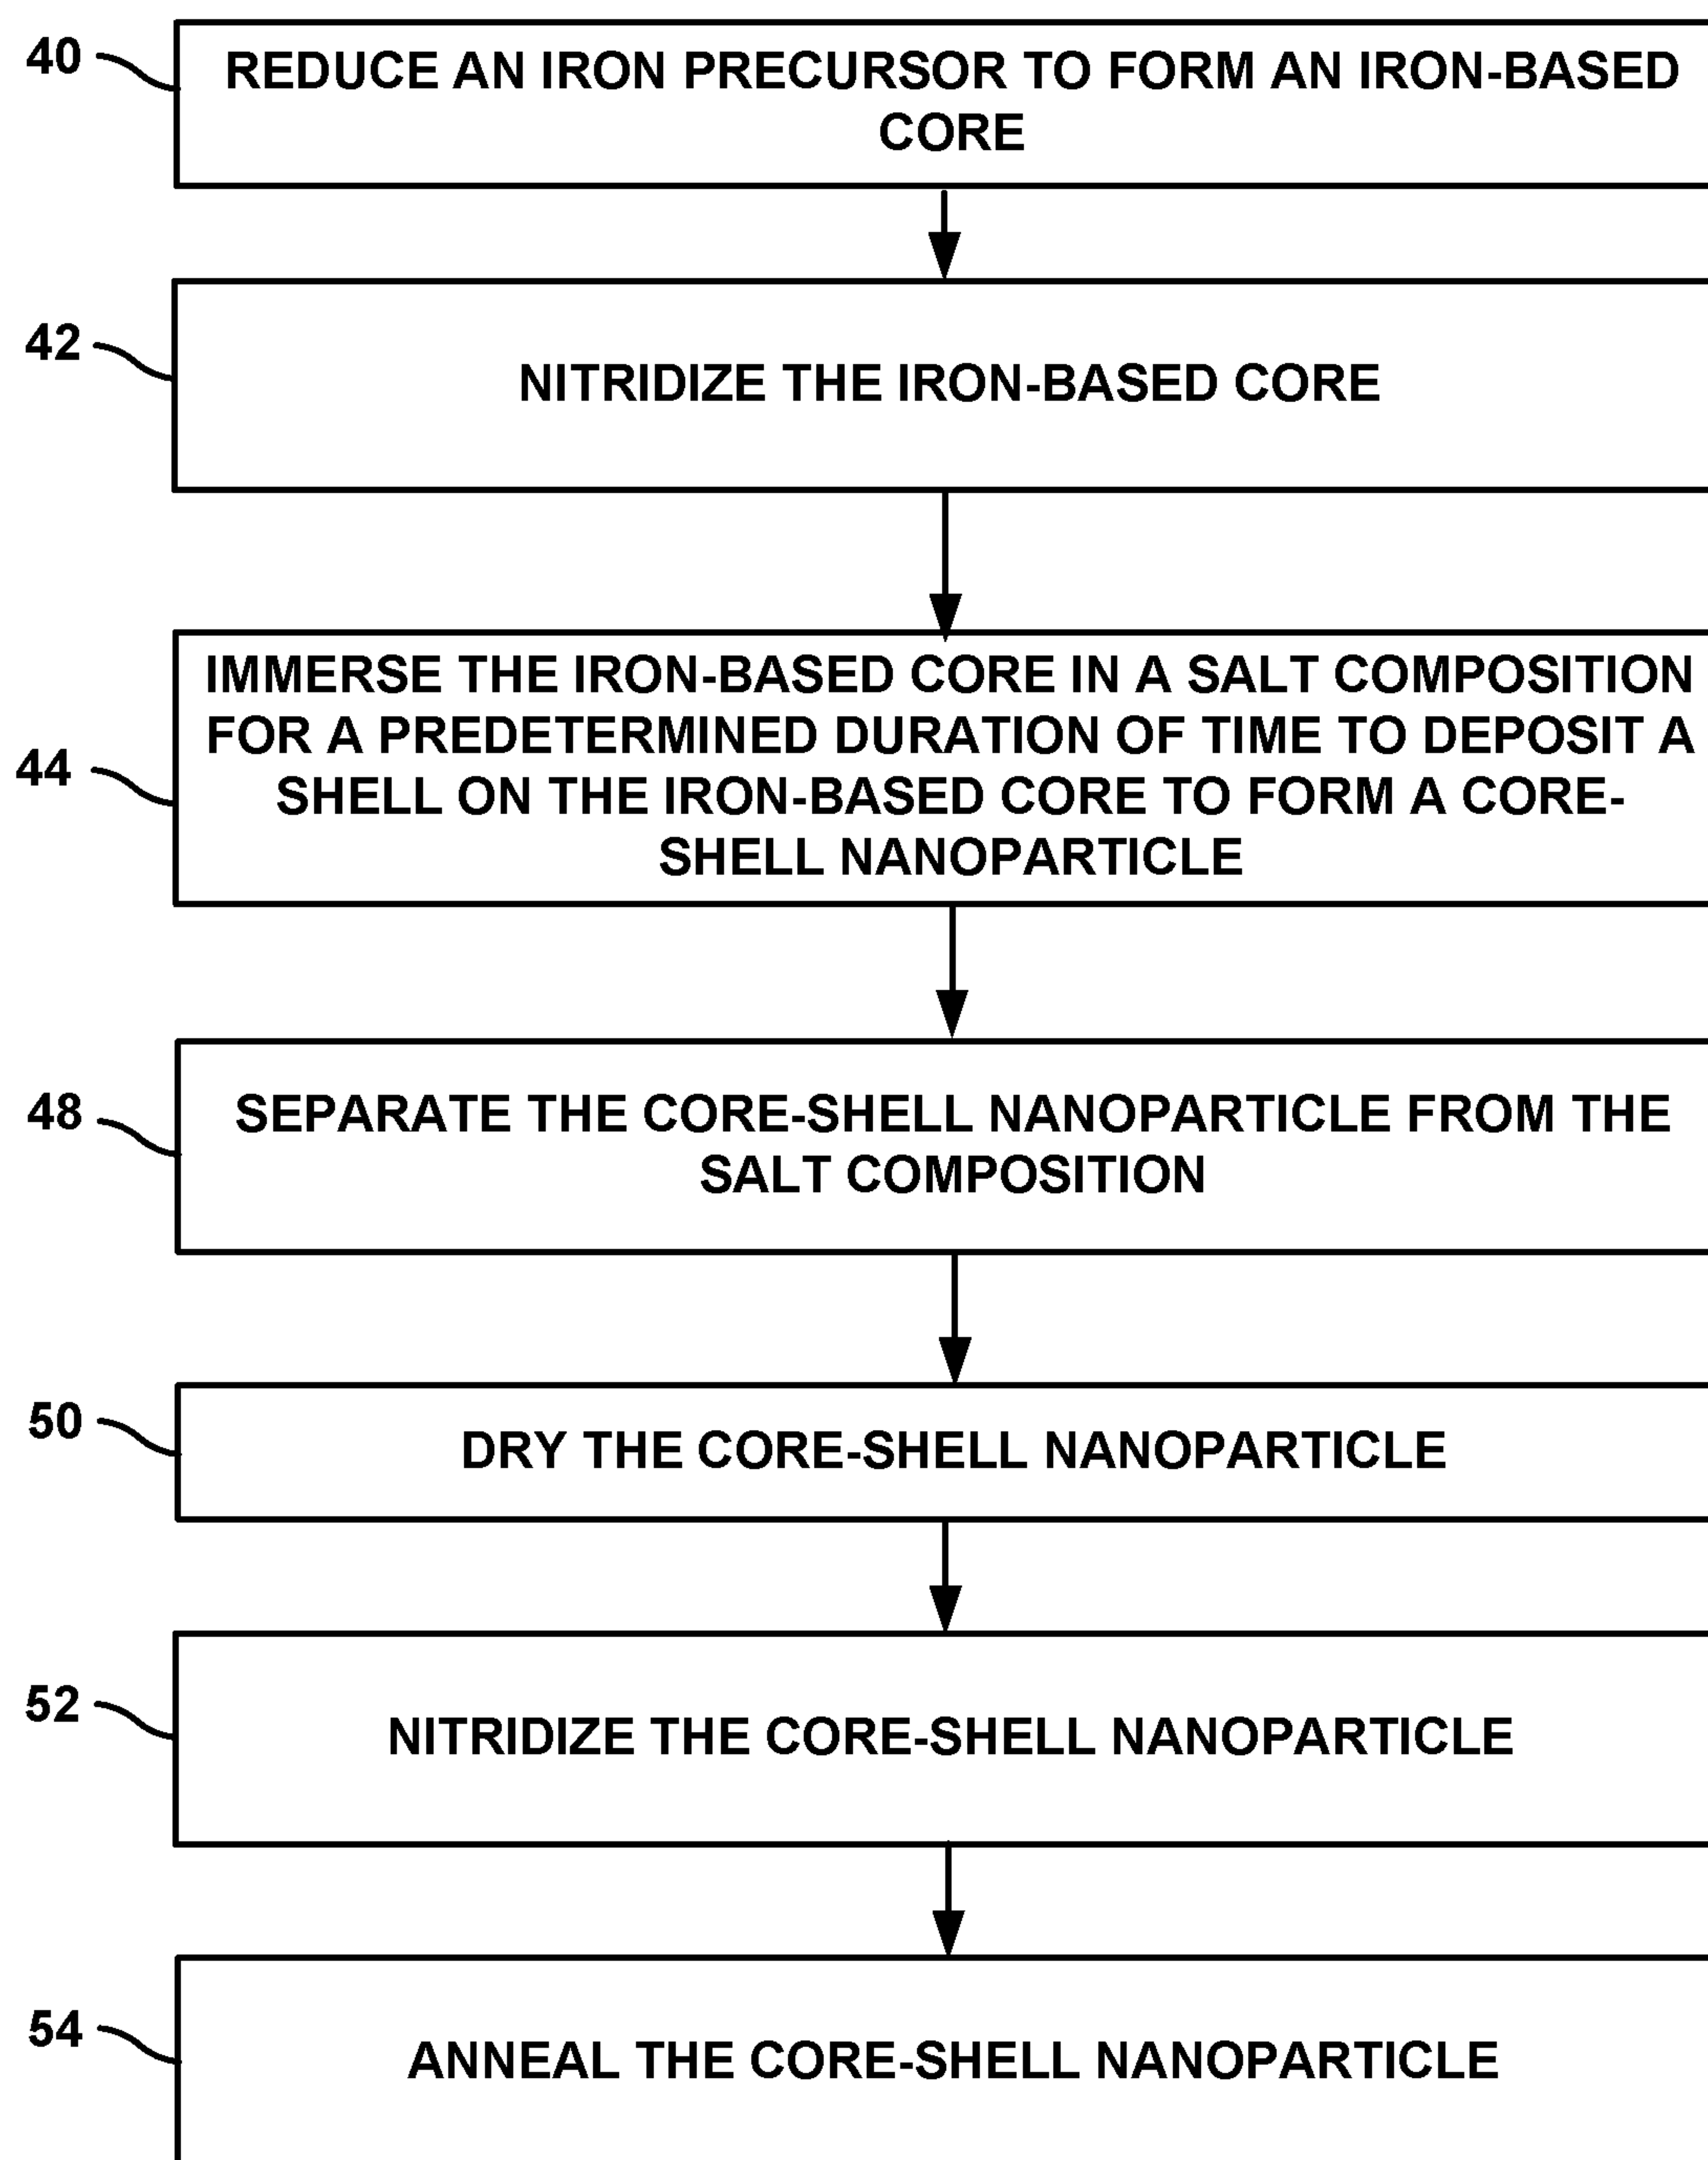 40
REDUCE AN IRON PRECURSOR TO FORM AN IRON-BASED
CORE
42
NITRIDIZE THE IRON-BASED CORE
44
IMMERSE THE IRON-BASED CORE IN A SALT COMPOSITION
FOR A PREDETERMINED DURATION OF TIME TO DEPOSIT A
SHELL ON THE IRON-BASED CORE TO FORM A CORE-
SHELL NANOPARTICLE
48
SEPARATE THE CORE-SHELL NANOPARTICLE FROM THE
SALT COMPOSITION
50
DRY THE CORE-SHELL NANOPARTICLE
52
NITRIDIZE THE CORE-SHELL NANOPARTICLE
54
ANNEAL THE CORE-SHELL NANOPARTICLE